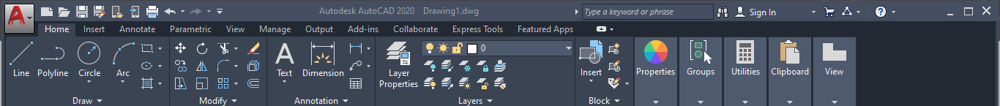 Autodesk AutoCAD 2020 Drawing1.dwg
Type a keyword or phrase
Sign In
Home Insert Annotate Parametric View Manage Output Add-ins Collaborate Express Tools Featured Apps
0
Line Polyline Circle Arc
Text Dimension
Layer
Properties
Insert
Properties Groups Utilities Clipboard View
Draw Modify Annotation Layers Block